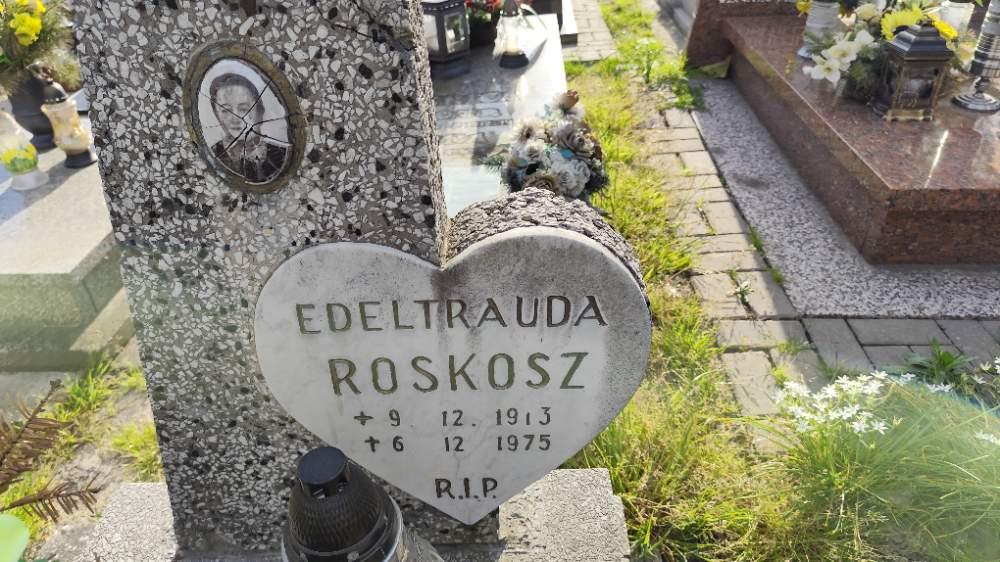 EDELTRAUDA
ROSKOSZ
+ 9. 12. 1913
+ 6 12 1975
R.I.P.